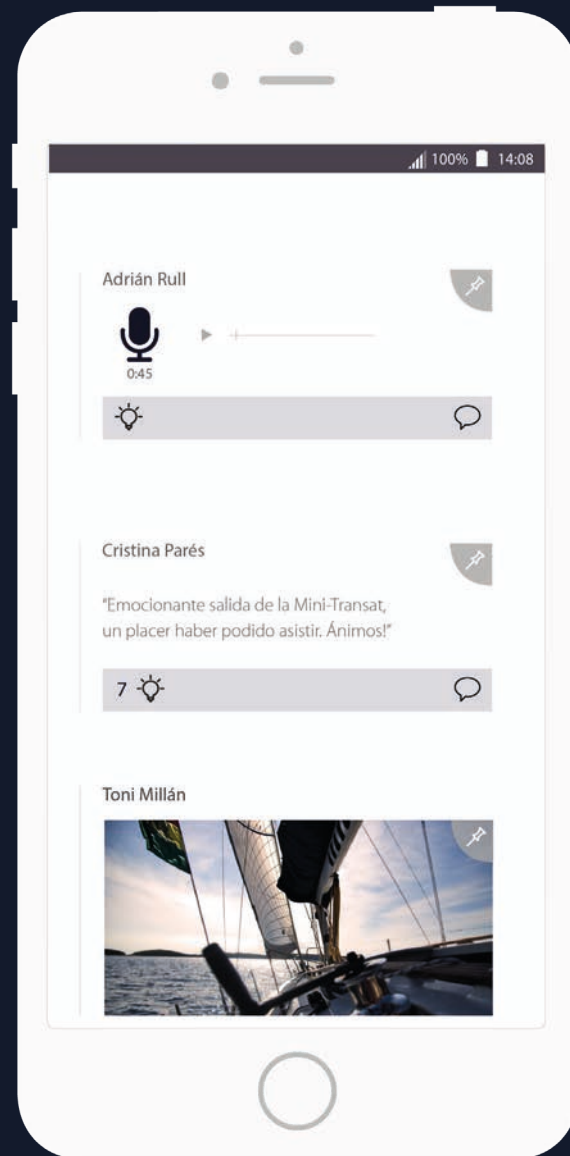 100% 14:08
Adrián Rull
0:45
Cristina Parés
"Emocionante salida de la Mini-Transat,
un placer haber podido asistir. Ánimos!"
7
Toni Millán